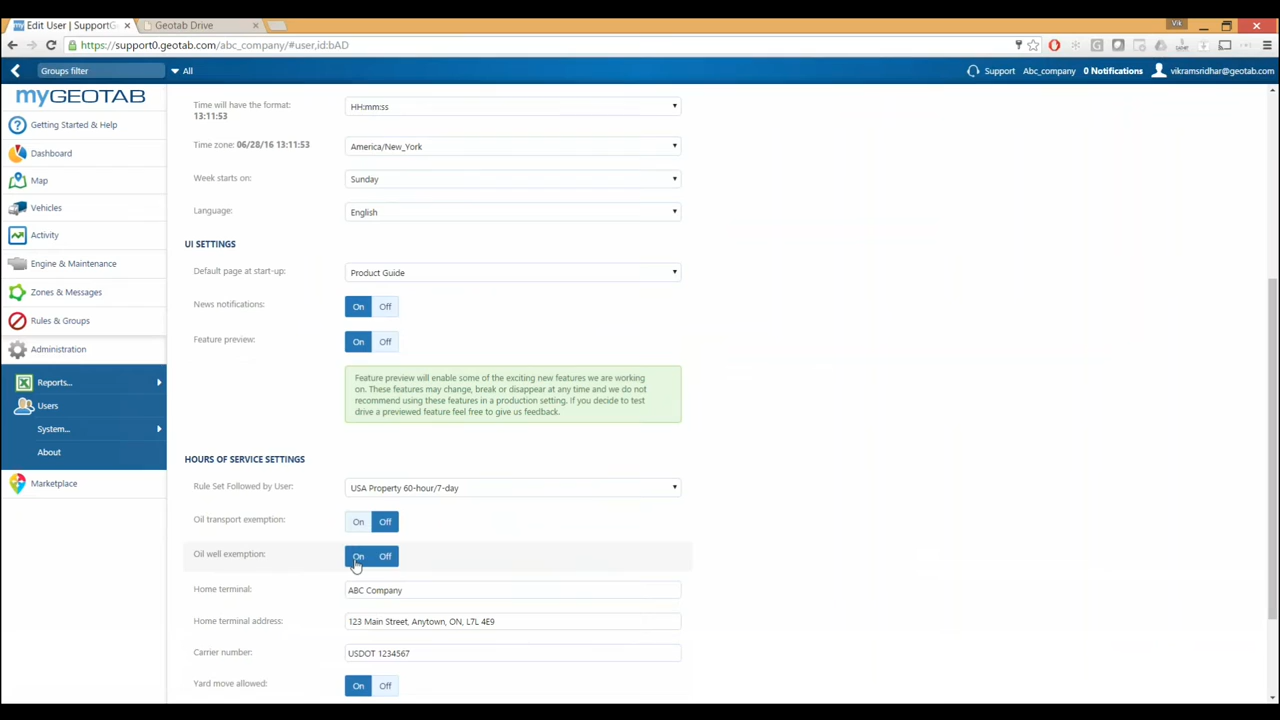 Edit User | SupportG
Geotab Drive
Vik
https://support0.geotab.com/abc_company/#user,id:bAD
Groups filter
All
Support
Abc_company
0 Notifications
vikramsridhar@geotab.com
my GEOTAB
Getting Started & Help
Dashboard
Map
Vehicles
Activity
Engine & Maintenance
Zones & Messages
Rules & Groups
Administration
Reports...
Users
System...
About
Marketplace
Time will have the format:
13:11:53
HH:mm:ss
Time zone: 06/28/16 13:11:53
America/New_York
Week starts on:
Sunday
Language:
English
UI SETTINGS
Default page at start-up:
Product Guide
News notifications:
On Off
Feature preview:
On Off
Feature preview will enable some of the exciting new features we are working
on. These features may change, break or disappear at any time and we do not
recommend using these features in a production setting. If you decide to test
drive a previewed feature feel free to give us feedback.
HOURS OF SERVICE SETTINGS
Rule Set Followed by User:
USA Property 60-hour/7-day
Oil transport exemption:
On Off
Oil well exemption:
On Off
Home terminal:
ABC Company
Home terminal address:
123 Main Street, Anytown, ON, L7L 4E9
Carrier number:
USDOT 1234567
Yard move allowed:
On Off